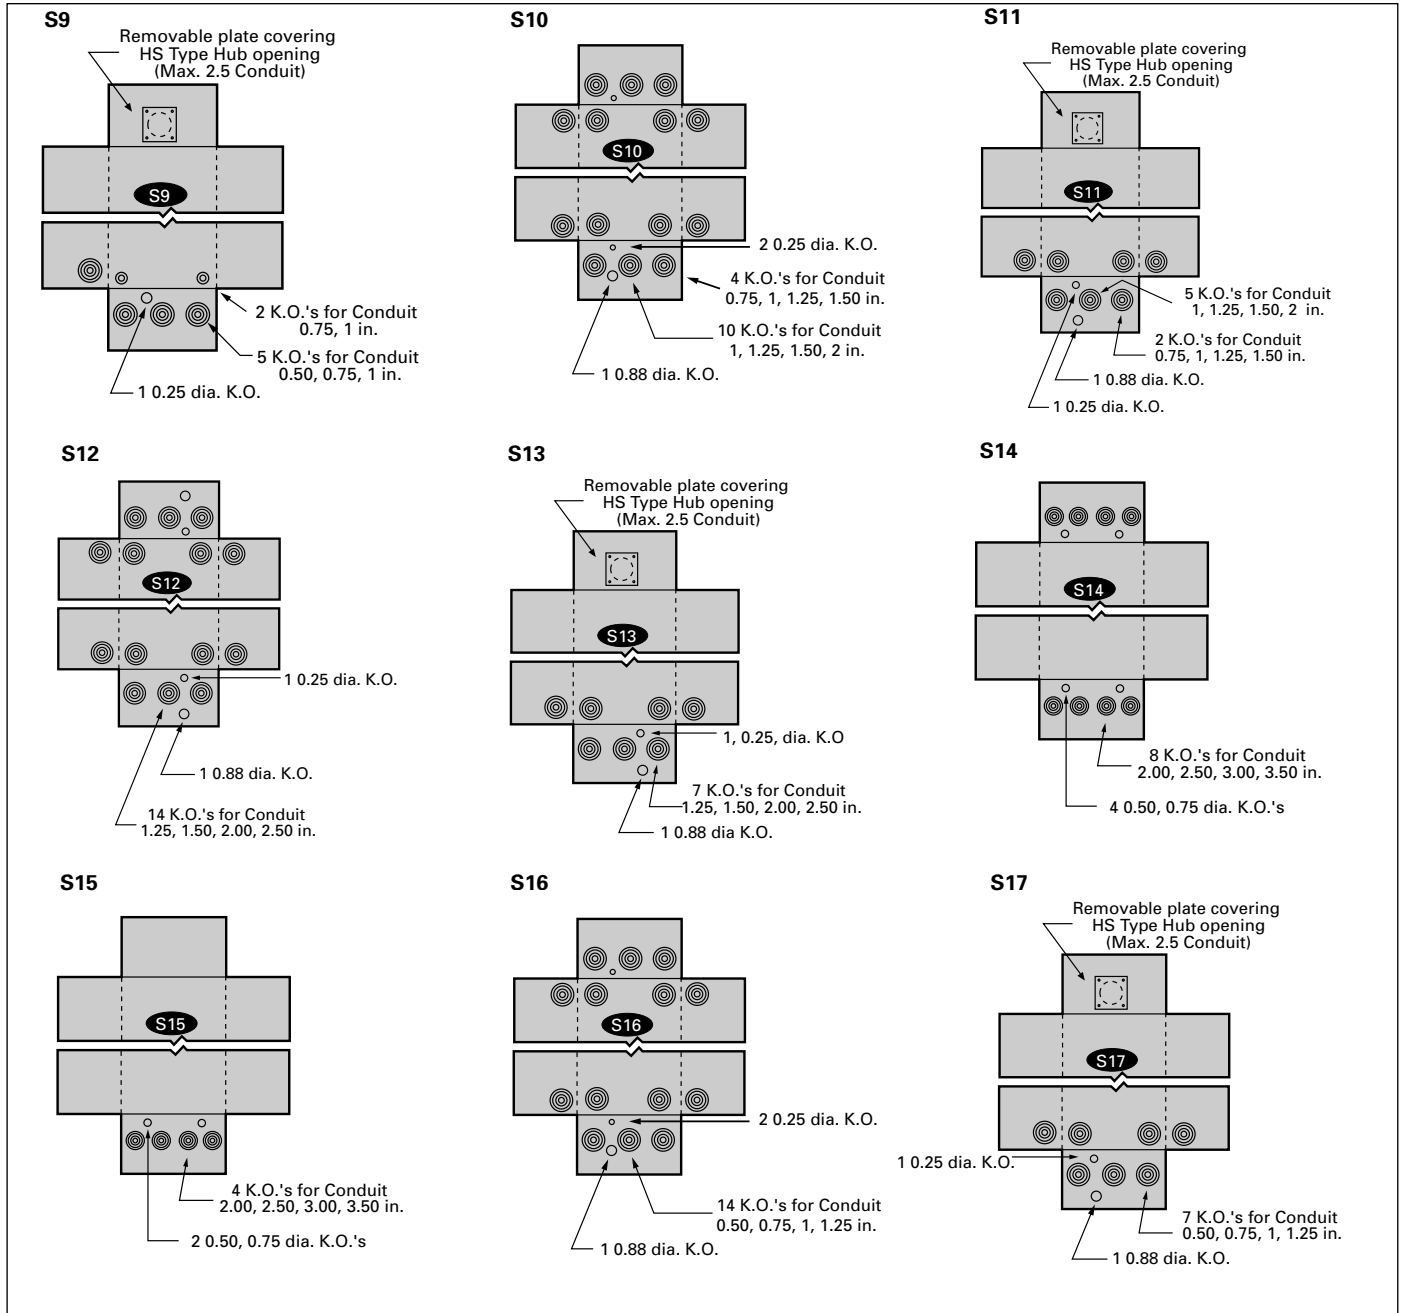 S9
Removable plate covering
HS Type Hub opening
(Max. 2.5 Conduit)
S9
2 K.O.'s for Conduit
0.75, 1 in.
5 K.O.'s for Conduit
0.50, 0.75, 1 in.
1 0.25 dia. K.O.
S10
S10
2 0.25 dia. K.O.
4 K.O.'s for Conduit
0.75, 1, 1.25, 1.50 in.
10 K.O.'s for Conduit
1, 1.25, 1.50, 2 in.
1 0.88 dia. K.O.
S11
Removable plate covering
HS Type Hub opening
(Max. 2.5 Conduit)
S11
5 K.O.'s for Conduit
1, 1.25, 1.50, 2 in.
2 K.O.'s for Conduit
0.75, 1, 1.25, 1.50 in.
1 0.88 dia. K.O.
1 0.25 dia. K.O.
S12
S12
1 0.25 dia. K.O.
1 0.88 dia. K.O.
14 K.O.'s for Conduit
1.25, 1.50, 2.00, 2.50 in.
S13
Removable plate covering
HS Type Hub opening
(Max. 2.5 Conduit)
S13
1, 0.25, dia. K.O
7 K.O.'s for Conduit
1.25, 1.50, 2.00, 2.50 in.
1 0.88 dia K.O.
S14
S14
8 K.O.'s for Conduit
2.00, 2.50, 3.00, 3.50 in.
4 0.50, 0.75 dia. K.O.'s
S15
S15
4 K.O.'s for Conduit
2.00, 2.50, 3.00, 3.50 in.
2 0.50, 0.75 dia. K.O.'s
S16
S16
2 0.25 dia. K.O.
14 K.O.'s for Conduit
0.50, 0.75, 1, 1.25 in.
1 0.88 dia. K.O.
S17
Removable plate covering
HS Type Hub opening
(Max. 2.5 Conduit)
S17
1 0.25 dia. K.O.
7 K.O.'s for Conduit
0.50, 0.75, 1, 1.25 in.
1 0.88 dia. K.O.